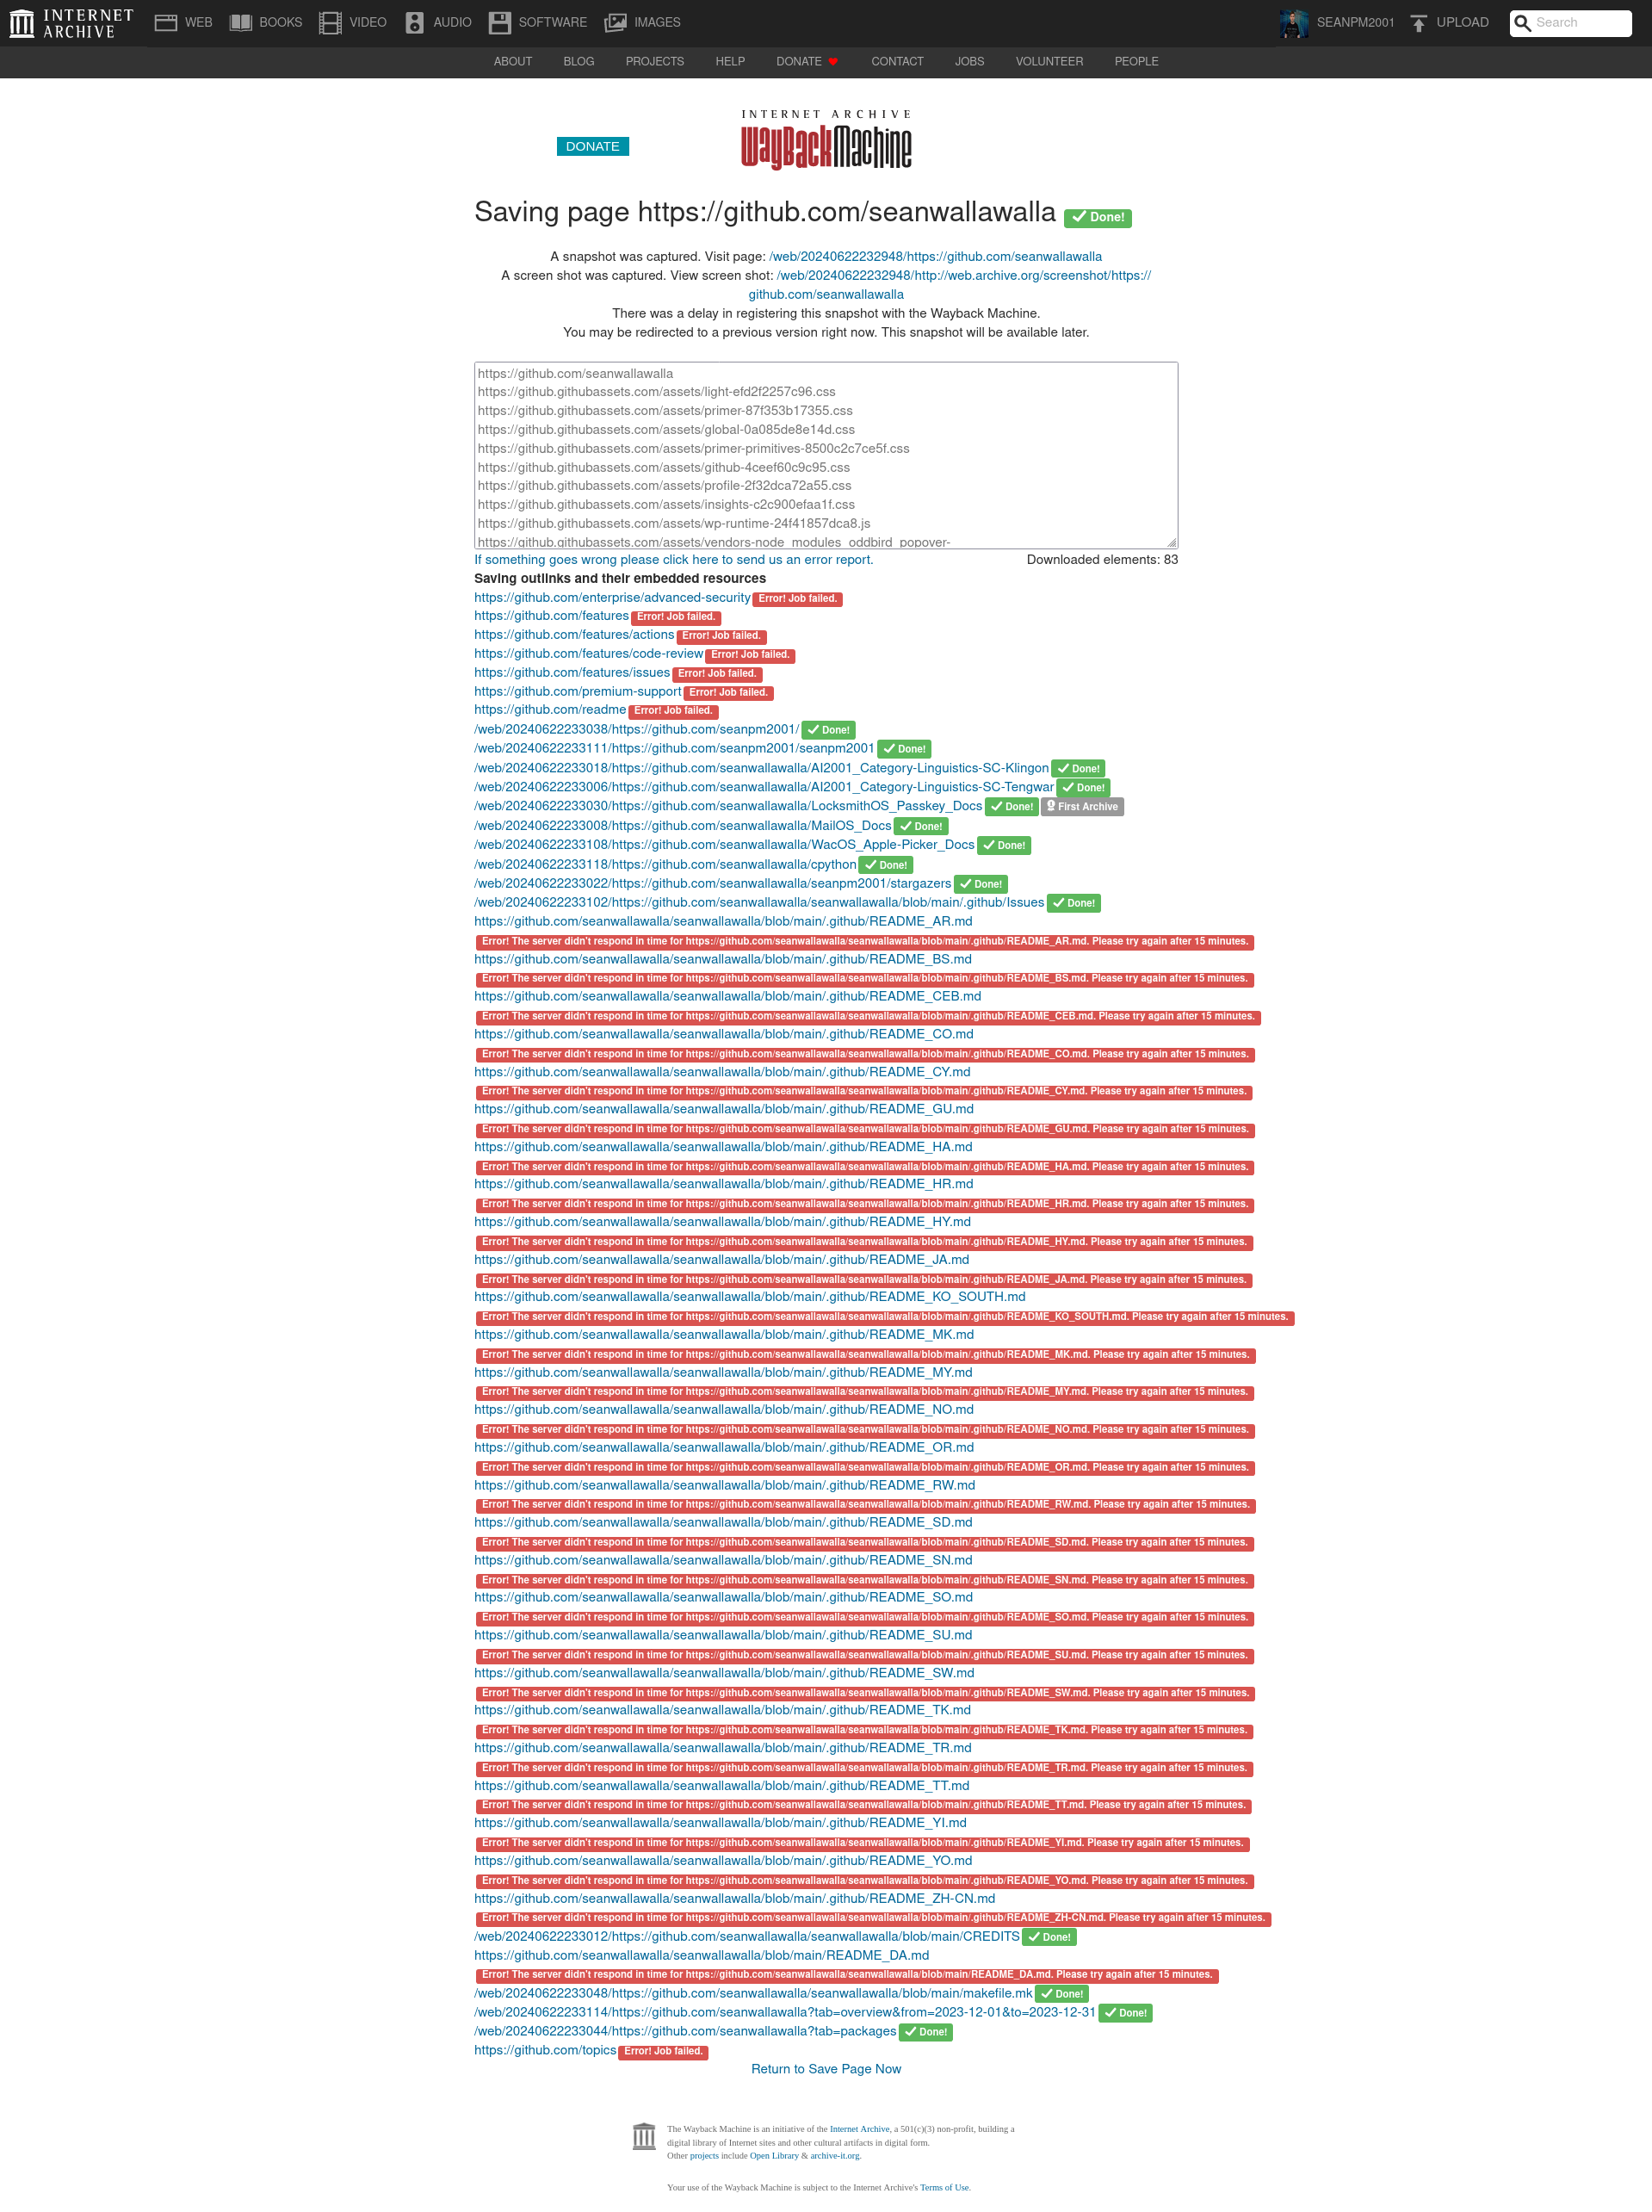 INTERNET ARCHIVE
WEB BOOKS VIDEO AUDIO SOFTWARE IMAGES SEANPM2001 UPLOAD Search
ABOUT BLOG PROJECTS HELP DONATE CONTACT JOBS VOLUNTEER PEOPLE
INTERNET ARCHIVE
DONATE WayBackMachine
Saving page https://github.com/seanwallawalla Done!
A snapshot was captured. Visit page: /web/20240622232948/https://github.com/seanwallawalla
A screen shot was captured. View screen shot: /web/20240622232948/http://web.archive.org/screenshot/https://
github.com/seanwallawalla
There was a delay in registering this snapshot with the Wayback Machine.
You may be redirected to a previous version right now. This snapshot will be available later.
https://github.com/seanwallawalla
https://github.githubassets.com/assets/light-efd2f2257c96.css
https://github.githubassets.com/assets/primer-87f353b17355.css
https://github.githubassets.com/assets/global-0a085de8e14d.css
https://github.githubassets.com/assets/primer-primitives-8500c2c7ce5f.css
https://github.githubassets.com/assets/github-4ceef60c9c95.css
https://github.githubassets.com/assets/profile-2f32dca72a55.css
https://github.githubassets.com/assets/insights-c2c900efaa1f.css
https://github.githubassets.com/assets/wp-runtime-24f41857dca8.js
https://github.githubassets.com/assets/vendors-node_modules_oddbird_popover-
If something goes wrong please click here to send us an error report. Downloaded elements: 83
Saving outlinks and their embedded resources
https://github.com/enterprise/advanced-security Error! Job failed.
https://github.com/features Error! Job failed.
https://github.com/features/actions Error! Job failed.
https://github.com/features/code-review Error! Job failed.
https://github.com/features/issues Error! Job failed.
https://github.com/premium-support Error! Job failed.
https://github.com/readme Error! Job failed.
/web/20240622233038/https://github.com/seanpm2001/ Done!
/web/20240622233111/https://github.com/seanpm2001/seanpm2001 Done!
/web/20240622233018/https://github.com/seanwallawalla/AI2001_Category-Linguistics-SC-Klingon Done!
/web/20240622233006/https://github.com/seanwallawalla/AI2001_Category-Linguistics-SC-Tengwar Done!
/web/20240622233030/https://github.com/seanwallawalla/LocksmithOS_Passkey_Docs Done! First Archive
/web/20240622233008/https://github.com/seanwallawalla/MailOS_Docs Done!
/web/20240622233108/https://github.com/seanwallawalla/WacOS_Apple-Picker_Docs Done!
/web/20240622233118/https://github.com/seanwallawalla/cpython Done!
/web/20240622233022/https://github.com/seanwallawalla/seanpm2001/stargazers Done!
/web/20240622233102/https://github.com/seanwallawalla/seanwallawalla/blob/main/.github/Issues Done!
https://github.com/seanwallawalla/seanwallawalla/blob/main/.github/README_AR.md
Error! The server didn't respond in time for https://github.com/seanwallawalla/seanwallawalla/blob/main/.github/README_AR.md. Please try again after 15 minutes.
https://github.com/seanwallawalla/seanwallawalla/blob/main/.github/README_BS.md
Error! The server didn't respond in time for https://github.com/seanwallawalla/seanwallawalla/blob/main/.github/README_BS.md. Please try again after 15 minutes.
https://github.com/seanwallawalla/seanwallawalla/blob/main/.github/README_CEB.md
Error! The server didn't respond in time for https://github.com/seanwallawalla/seanwallawalla/blob/main/.github/README_CEB.md. Please try again after 15 minutes.
https://github.com/seanwallawalla/seanwallawalla/blob/main/.github/README_CO.md
Error! The server didn't respond in time for https://github.com/seanwallawalla/seanwallawalla/blob/main/.github/README_CO.md. Please try again after 15 minutes.
https://github.com/seanwallawalla/seanwallawalla/blob/main/.github/README_CY.md
Error! The server didn't respond in time for https://github.com/seanwallawalla/seanwallawalla/blob/main/.github/README_CY.md. Please try again after 15 minutes.
https://github.com/seanwallawalla/seanwallawalla/blob/main/.github/README_GU.md
Error! The server didn't respond in time for https://github.com/seanwallawalla/seanwallawalla/blob/main/.github/README_GU.md. Please try again after 15 minutes.
https://github.com/seanwallawalla/seanwallawalla/blob/main/.github/README_HA.md
Error! The server didn't respond in time for https://github.com/seanwallawalla/seanwallawalla/blob/main/.github/README_HA.md. Please try again after 15 minutes.
https://github.com/seanwallawalla/seanwallawalla/blob/main/.github/README_HR.md
Error! The server didn't respond in time for https://github.com/seanwallawalla/seanwallawalla/blob/main/.github/README_HR.md. Please try again after 15 minutes.
https://github.com/seanwallawalla/seanwallawalla/blob/main/.github/README_HY.md
Error! The server didn't respond in time for https://github.com/seanwallawalla/seanwallawalla/blob/main/.github/README_HY.md. Please try again after 15 minutes.
https://github.com/seanwallawalla/seanwallawalla/blob/main/.github/README_JA.md
Error! The server didn't respond in time for https://github.com/seanwallawalla/seanwallawalla/blob/main/.github/README_JA.md. Please try again after 15 minutes.
https://github.com/seanwallawalla/seanwallawalla/blob/main/.github/README_KO_SOUTH.md
Error! The server didn't respond in time for https://github.com/seanwallawalla/seanwallawalla/blob/main/.github/README_KO_SOUTH.md. Please try again after 15 minutes.
https://github.com/seanwallawalla/seanwallawalla/blob/main/.github/README_MK.md
Error! The server didn't respond in time for https://github.com/seanwallawalla/seanwallawalla/blob/main/.github/README_MK.md. Please try again after 15 minutes.
https://github.com/seanwallawalla/seanwallawalla/blob/main/.github/README_MY.md
Error! The server didn't respond in time for https://github.com/seanwallawalla/seanwallawalla/blob/main/.github/README_MY.md. Please try again after 15 minutes.
https://github.com/seanwallawalla/seanwallawalla/blob/main/.github/README_NO.md
Error! The server didn't respond in time for https://github.com/seanwallawalla/seanwallawalla/blob/main/.github/README_NO.md. Please try again after 15 minutes.
https://github.com/seanwallawalla/seanwallawalla/blob/main/.github/README_OR.md
Error! The server didn't respond in time for https://github.com/seanwallawalla/seanwallawalla/blob/main/.github/README_OR.md. Please try again after 15 minutes.
https://github.com/seanwallawalla/seanwallawalla/blob/main/.github/README_RW.md
Error! The server didn't respond in time for https://github.com/seanwallawalla/seanwallawalla/blob/main/.github/README_RW.md. Please try again after 15 minutes.
https://github.com/seanwallawalla/seanwallawalla/blob/main/.github/README_SD.md
Error! The server didn't respond in time for https://github.com/seanwallawalla/seanwallawalla/blob/main/.github/README_SD.md. Please try again after 15 minutes.
https://github.com/seanwallawalla/seanwallawalla/blob/main/.github/README_SN.md
Error! The server didn't respond in time for https://github.com/seanwallawalla/seanwallawalla/blob/main/.github/README_SN.md. Please try again after 15 minutes.
https://github.com/seanwallawalla/seanwallawalla/blob/main/.github/README_SO.md
Error! The server didn't respond in time for https://github.com/seanwallawalla/seanwallawalla/blob/main/.github/README_SO.md. Please try again after 15 minutes.
https://github.com/seanwallawalla/seanwallawalla/blob/main/.github/README_SU.md
Error! The server didn't respond in time for https://github.com/seanwallawalla/seanwallawalla/blob/main/.github/README_SU.md. Please try again after 15 minutes.
https://github.com/seanwallawalla/seanwallawalla/blob/main/.github/README_SW.md
Error! The server didn't respond in time for https://github.com/seanwallawalla/seanwallawalla/blob/main/.github/README_SW.md. Please try again after 15 minutes.
https://github.com/seanwallawalla/seanwallawalla/blob/main/.github/README_TK.md
Error! The server didn't respond in time for https://github.com/seanwallawalla/seanwallawalla/blob/main/.github/README_TK.md. Please try again after 15 minutes.
https://github.com/seanwallawalla/seanwallawalla/blob/main/.github/README_TR.md
Error! The server didn't respond in time for https://github.com/seanwallawalla/seanwallawalla/blob/main/.github/README_TR.md. Please try again after 15 minutes.
https://github.com/seanwallawalla/seanwallawalla/blob/main/.github/README_TT.md
Error! The server didn't respond in time for https://github.com/seanwallawalla/seanwallawalla/blob/main/.github/README_TT.md. Please try again after 15 minutes.
https://github.com/seanwallawalla/seanwallawalla/blob/main/.github/README_YI.md
Error! The server didn't respond in time for https://github.com/seanwallawalla/seanwallawalla/blob/main/.github/README_YI.md. Please try again after 15 minutes.
https://github.com/seanwallawalla/seanwallawalla/blob/main/.github/README_YO.md
Error! The server didn't respond in time for https://github.com/seanwallawalla/seanwallawalla/blob/main/.github/README_YO.md. Please try again after 15 minutes.
https://github.com/seanwallawalla/seanwallawalla/blob/main/.github/README_ZH-CN.md
Error! The server didn't respond in time for https://github.com/seanwallawalla/seanwallawalla/blob/main/.github/README_ZH-CN.md. Please try again after 15 minutes.
/web/20240622233012/https://github.com/seanwallawalla/seanwallawalla/blob/main/CREDITS Done!
https://github.com/seanwallawalla/seanwallawalla/blob/main/README_DA.md
Error! The server didn't respond in time for https://github.com/seanwallawalla/seanwallawalla/blob/main/README_DA.md. Please try again after 15 minutes.
/web/20240622233048/https://github.com/seanwallawalla/seanwallawalla/blob/main/makefile.mk Done!
/web/20240622233114/https://github.com/seanwallawalla?tab=overview&from=2023-12-01&to=2023-12-31 Done!
/web/20240622233044/https://github.com/seanwallawalla?tab=packages Done!
https://github.com/topics Error! Job failed.
Return to Save Page Now
The Wayback Machine is an initiative of the Internet Archive, a 501(c)(3) non-profit, building a
digital library of Internet sites and other cultural artifacts in digital form.
Other projects include Open Library & archive-it.org.
Your use of the Wayback Machine is subject to the Internet Archive's Terms of Use.